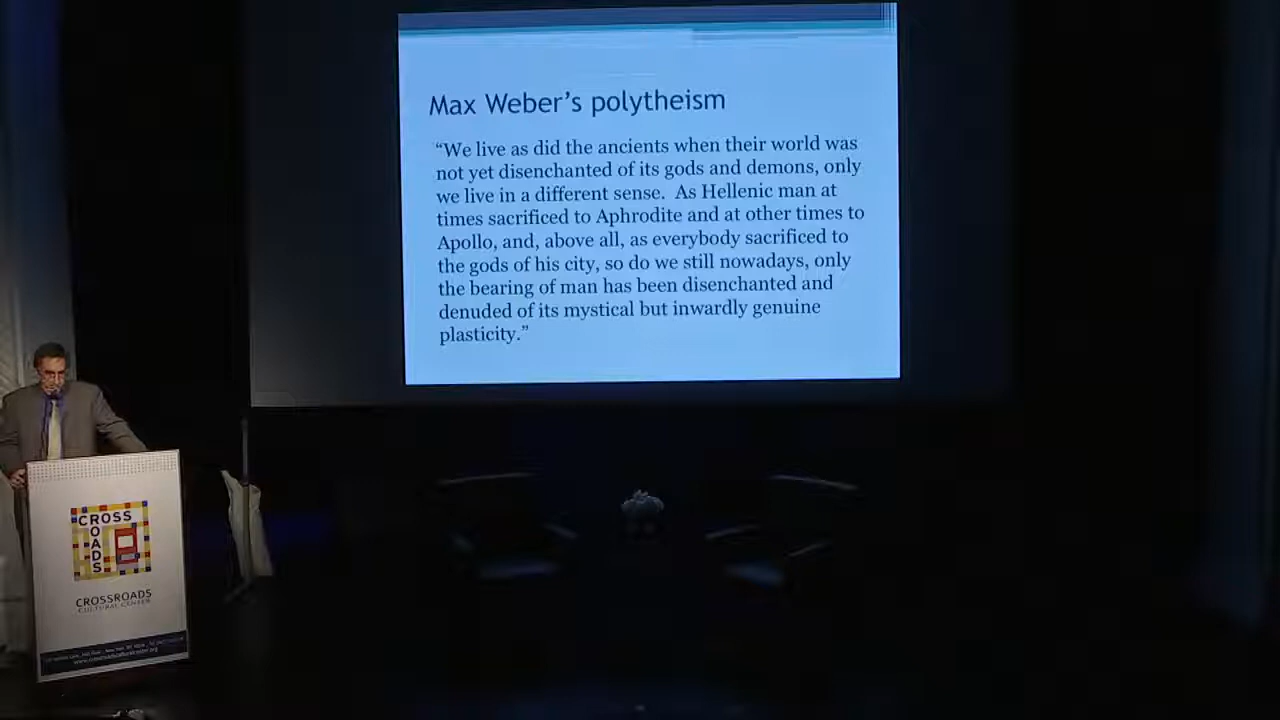 Max Weber’s polytheism
“We live as did the ancients when their world was
not yet disenchanted of its gods and demons, only
we live in a different sense.  As Hellenic man at
times sacrificed to Aphrodite and at other times to
Apollo, and, above all, as everybody sacrificed to
the gods of his city, so do we still nowadays, only
the bearing of man has been disenchanted and
denuded of its mystical but inwardly genuine
plasticity.”
CROSS
ROADS
CROSSROADS
CULTURAL CENTER